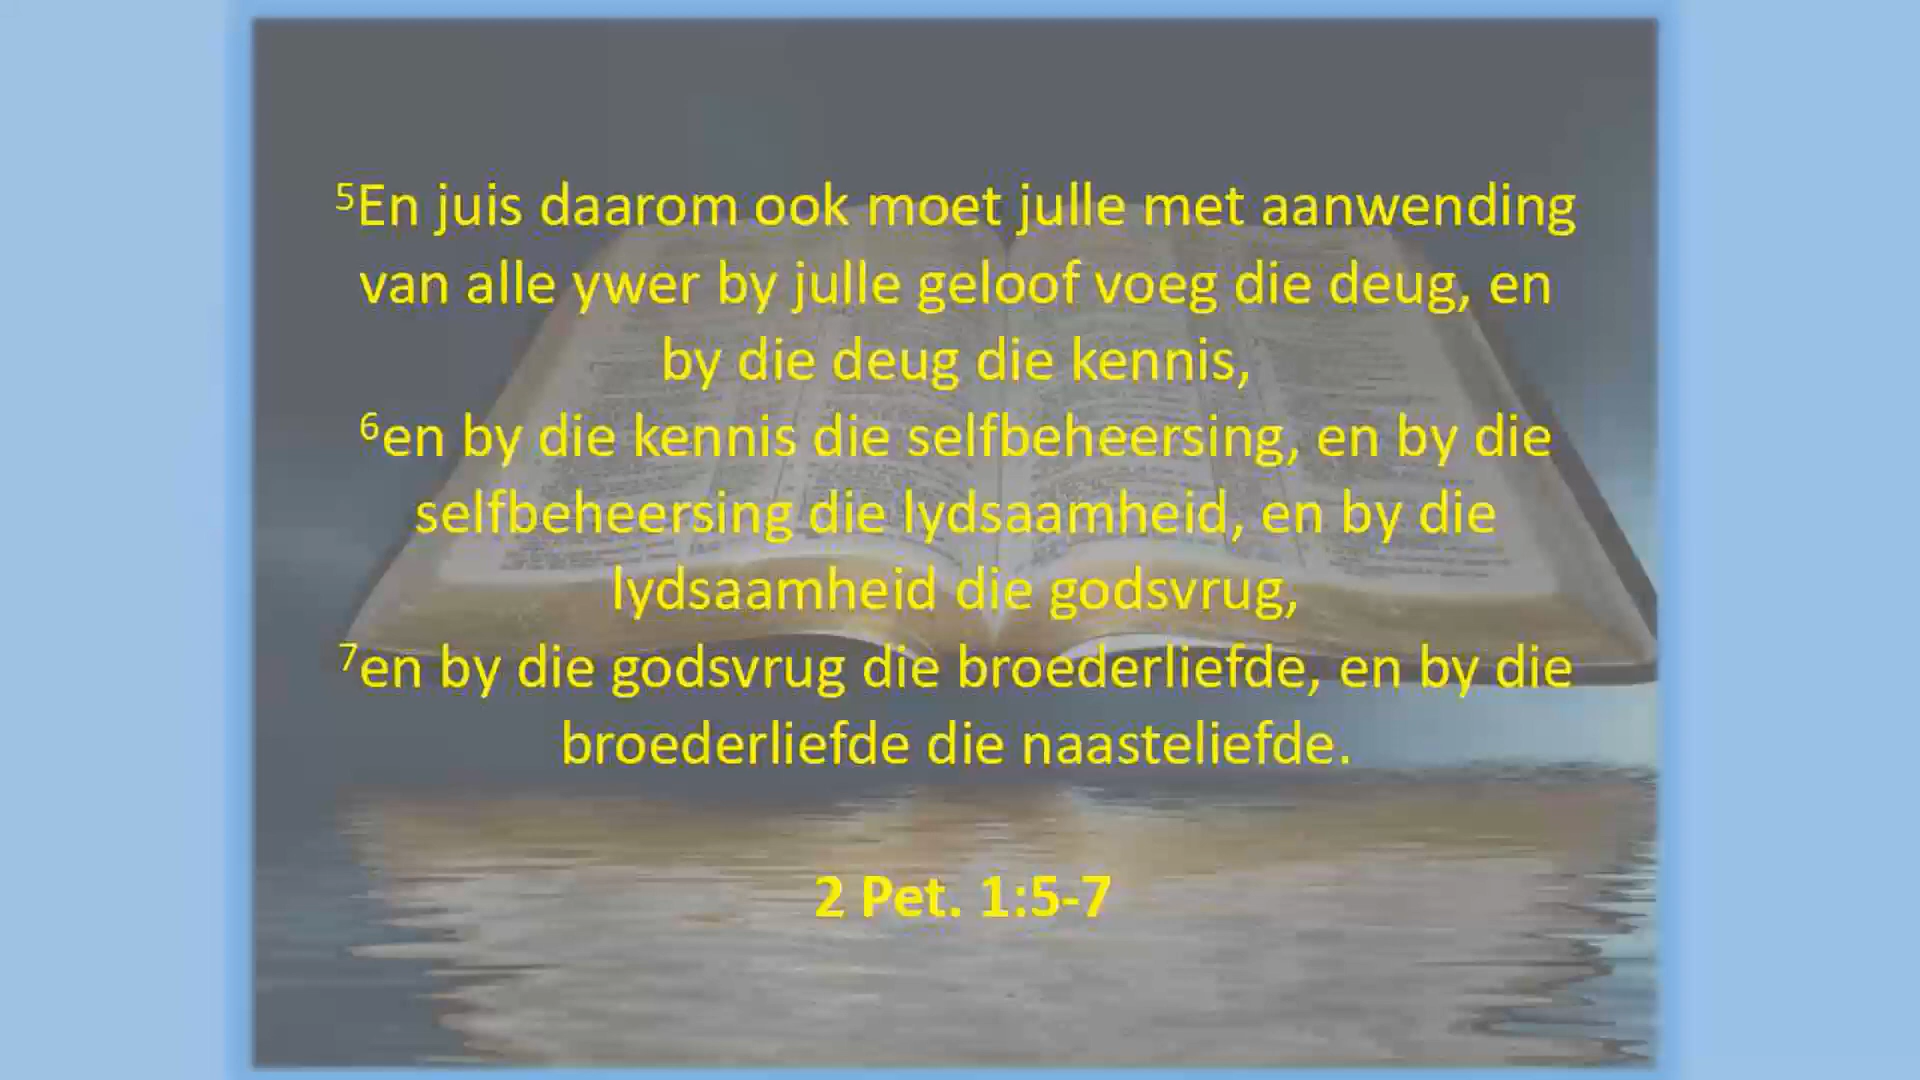 ⁵En juis daarom ook moet julle met aanwending
van alle ywer by julle geloof voeg die deug, en
by die deug die kennis,
⁶en by die kennis die selfbeheersing, en by die
selfbeheersing die lydsaamheid, en by die
lydsaamheid die godsvrug,
⁷en by die godsvrug die broederliefde, en by die
broederliefde die naasteliefde.
2 Pet. 1:5-7